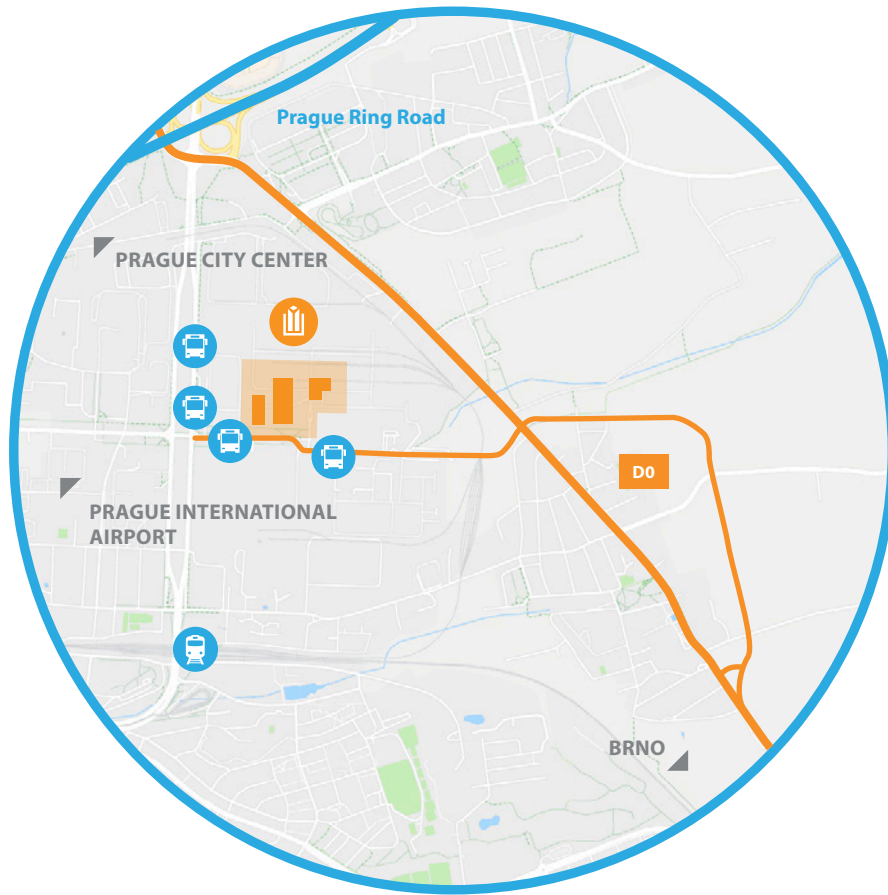 Prague Ring Road
PRAGUE CITY CENTER
D0
PRAGUE INTERNATIONAL
AIRPORT
BRNO